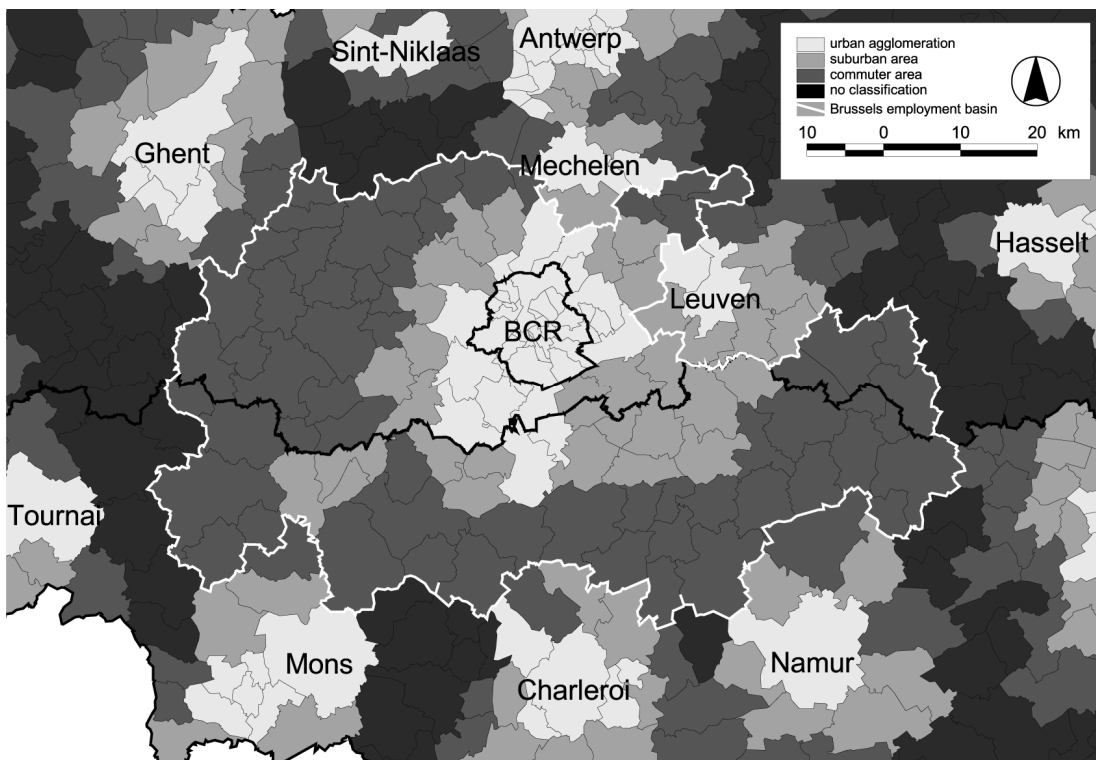 Sint-Niklaas
Antwerp
urban agglomeration
suburban area
commuter area
no classification
Brussels employment basin
10 0 10 20 km
Ghent
Mechelen
Hasselt
Leuven
BCR
Tournai
Mons
Charleroi
Namur